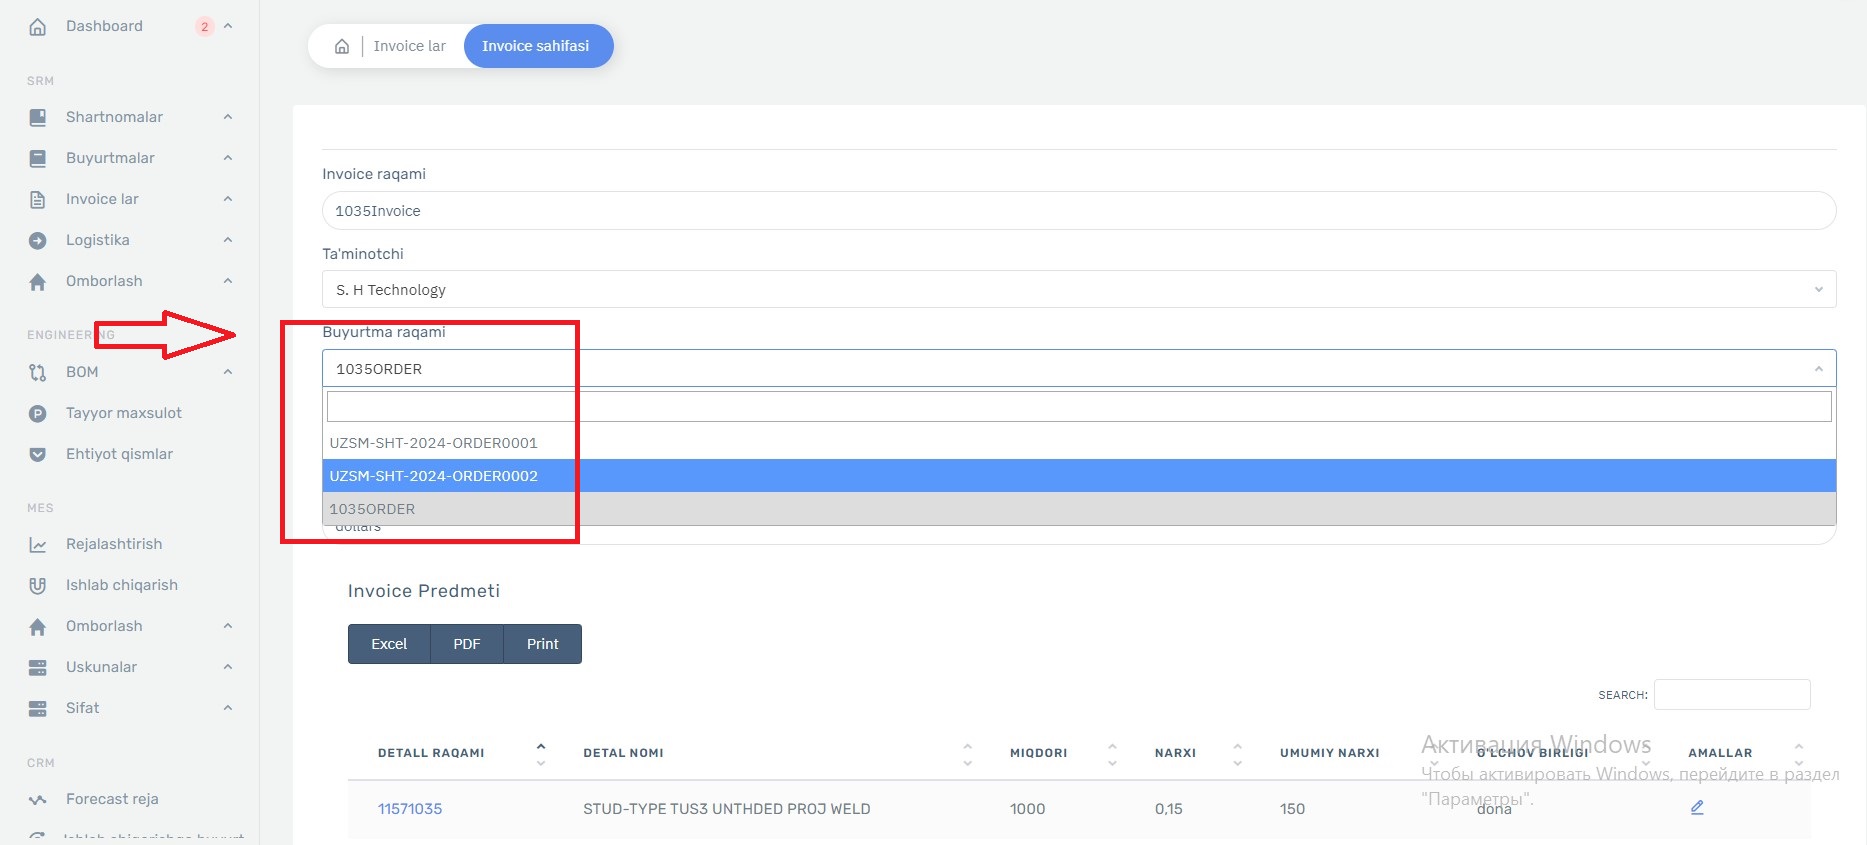 Dashboard 2
SRM
Shartnomalar
Buyurtmalar
Invoice lar
Logistika
Omborlash
ENGINEERING
BOM
Tayyor maxsulot
Ehtiyot qismlar
MES
Rejalashtirish
Ishlab chiqarish
Omborlash
Uskunalar
Sifat
CRM
Forecast reja
Ishlab chiqarishga buyurt
Invoice lar
Invoice sahifasi
Invoice raqami
1035Invoice
Ta'minotchi
S. H Technology
Buyurtma raqami
1035ORDER
UZSM-SHT-2024-ORDER0001
UZSM-SHT-2024-ORDER0002
1035ORDER
dollars
Invoice Predmeti
Excel PDF Print
SEARCH:
DETALL RAQAMI DETAL NOMI MIQDORI NARXI UMUMIY NARXI O'LCHOV BIRLIGI AMALLAR
11571035 STUD-TYPE TUS3 UNTHDED PROJ WELD 1000 0,15 150 dona
Активация Windows
Чтобы активировать Windows, перейдите в раздел
"Параметры".